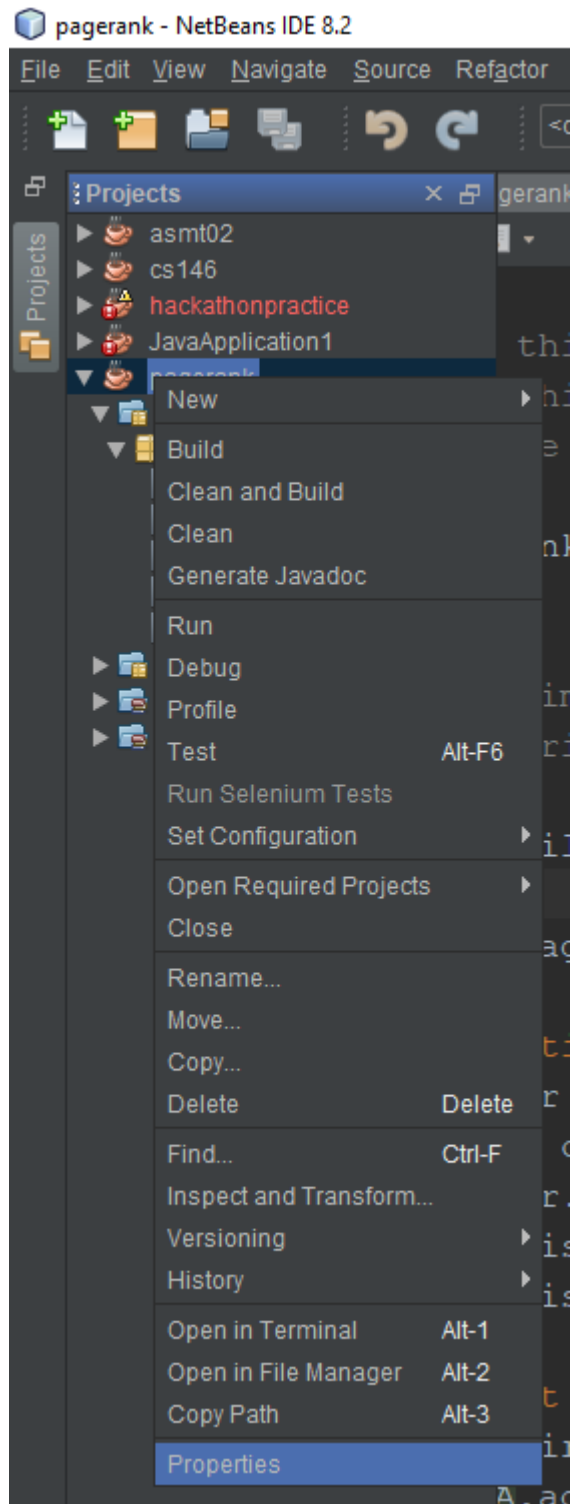 pagerank - NetBeans IDE 8.2
File Edit View Navigate Source Refactor
Projects
Projects
asmt02
cs146
hackathonpractice
JavaApplication1
pagerank
New
Build
Clean and Build
Clean
Generate Javadoc
Run
Debug
Profile
Test Alt-F6
Run Selenium Tests
Set Configuration
Open Required Projects
Close
Rename...
Move...
Copy...
Delete Delete
Find... Ctrl-F
Inspect and Transform...
Versioning
History
Open in Terminal Alt-1
Open in File Manager Alt-2
Copy Path Alt-3
Properties